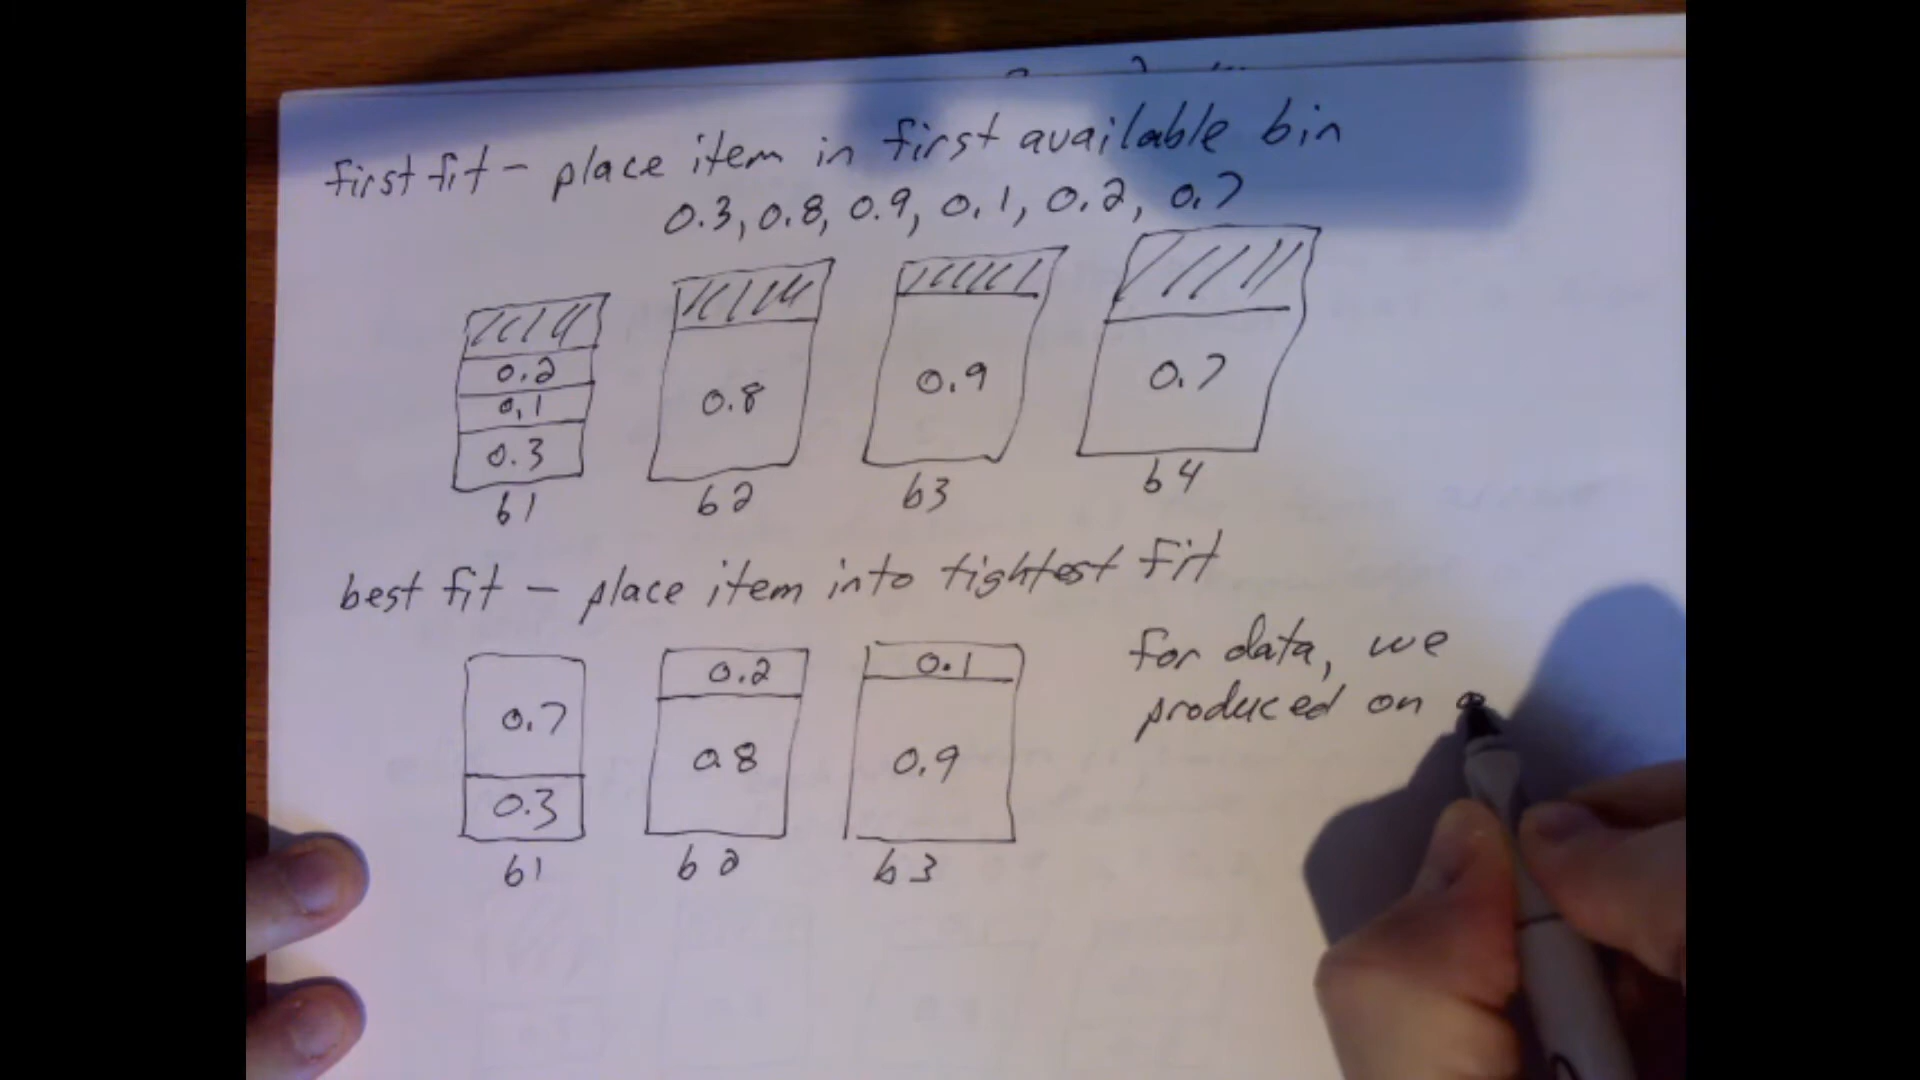 first fit - place item in first available bin
0.3, 0.8, 0.9, 0.1, 0.2, 0.7
0.2
0.1
0.3
b1
0.8
b2
0.9
b3
0.7
b4
best fit - place item into tightest fit
0.7
0.3
b1
0.2
0.8
b2
0.1
0.9
b3
for data, we
produced on